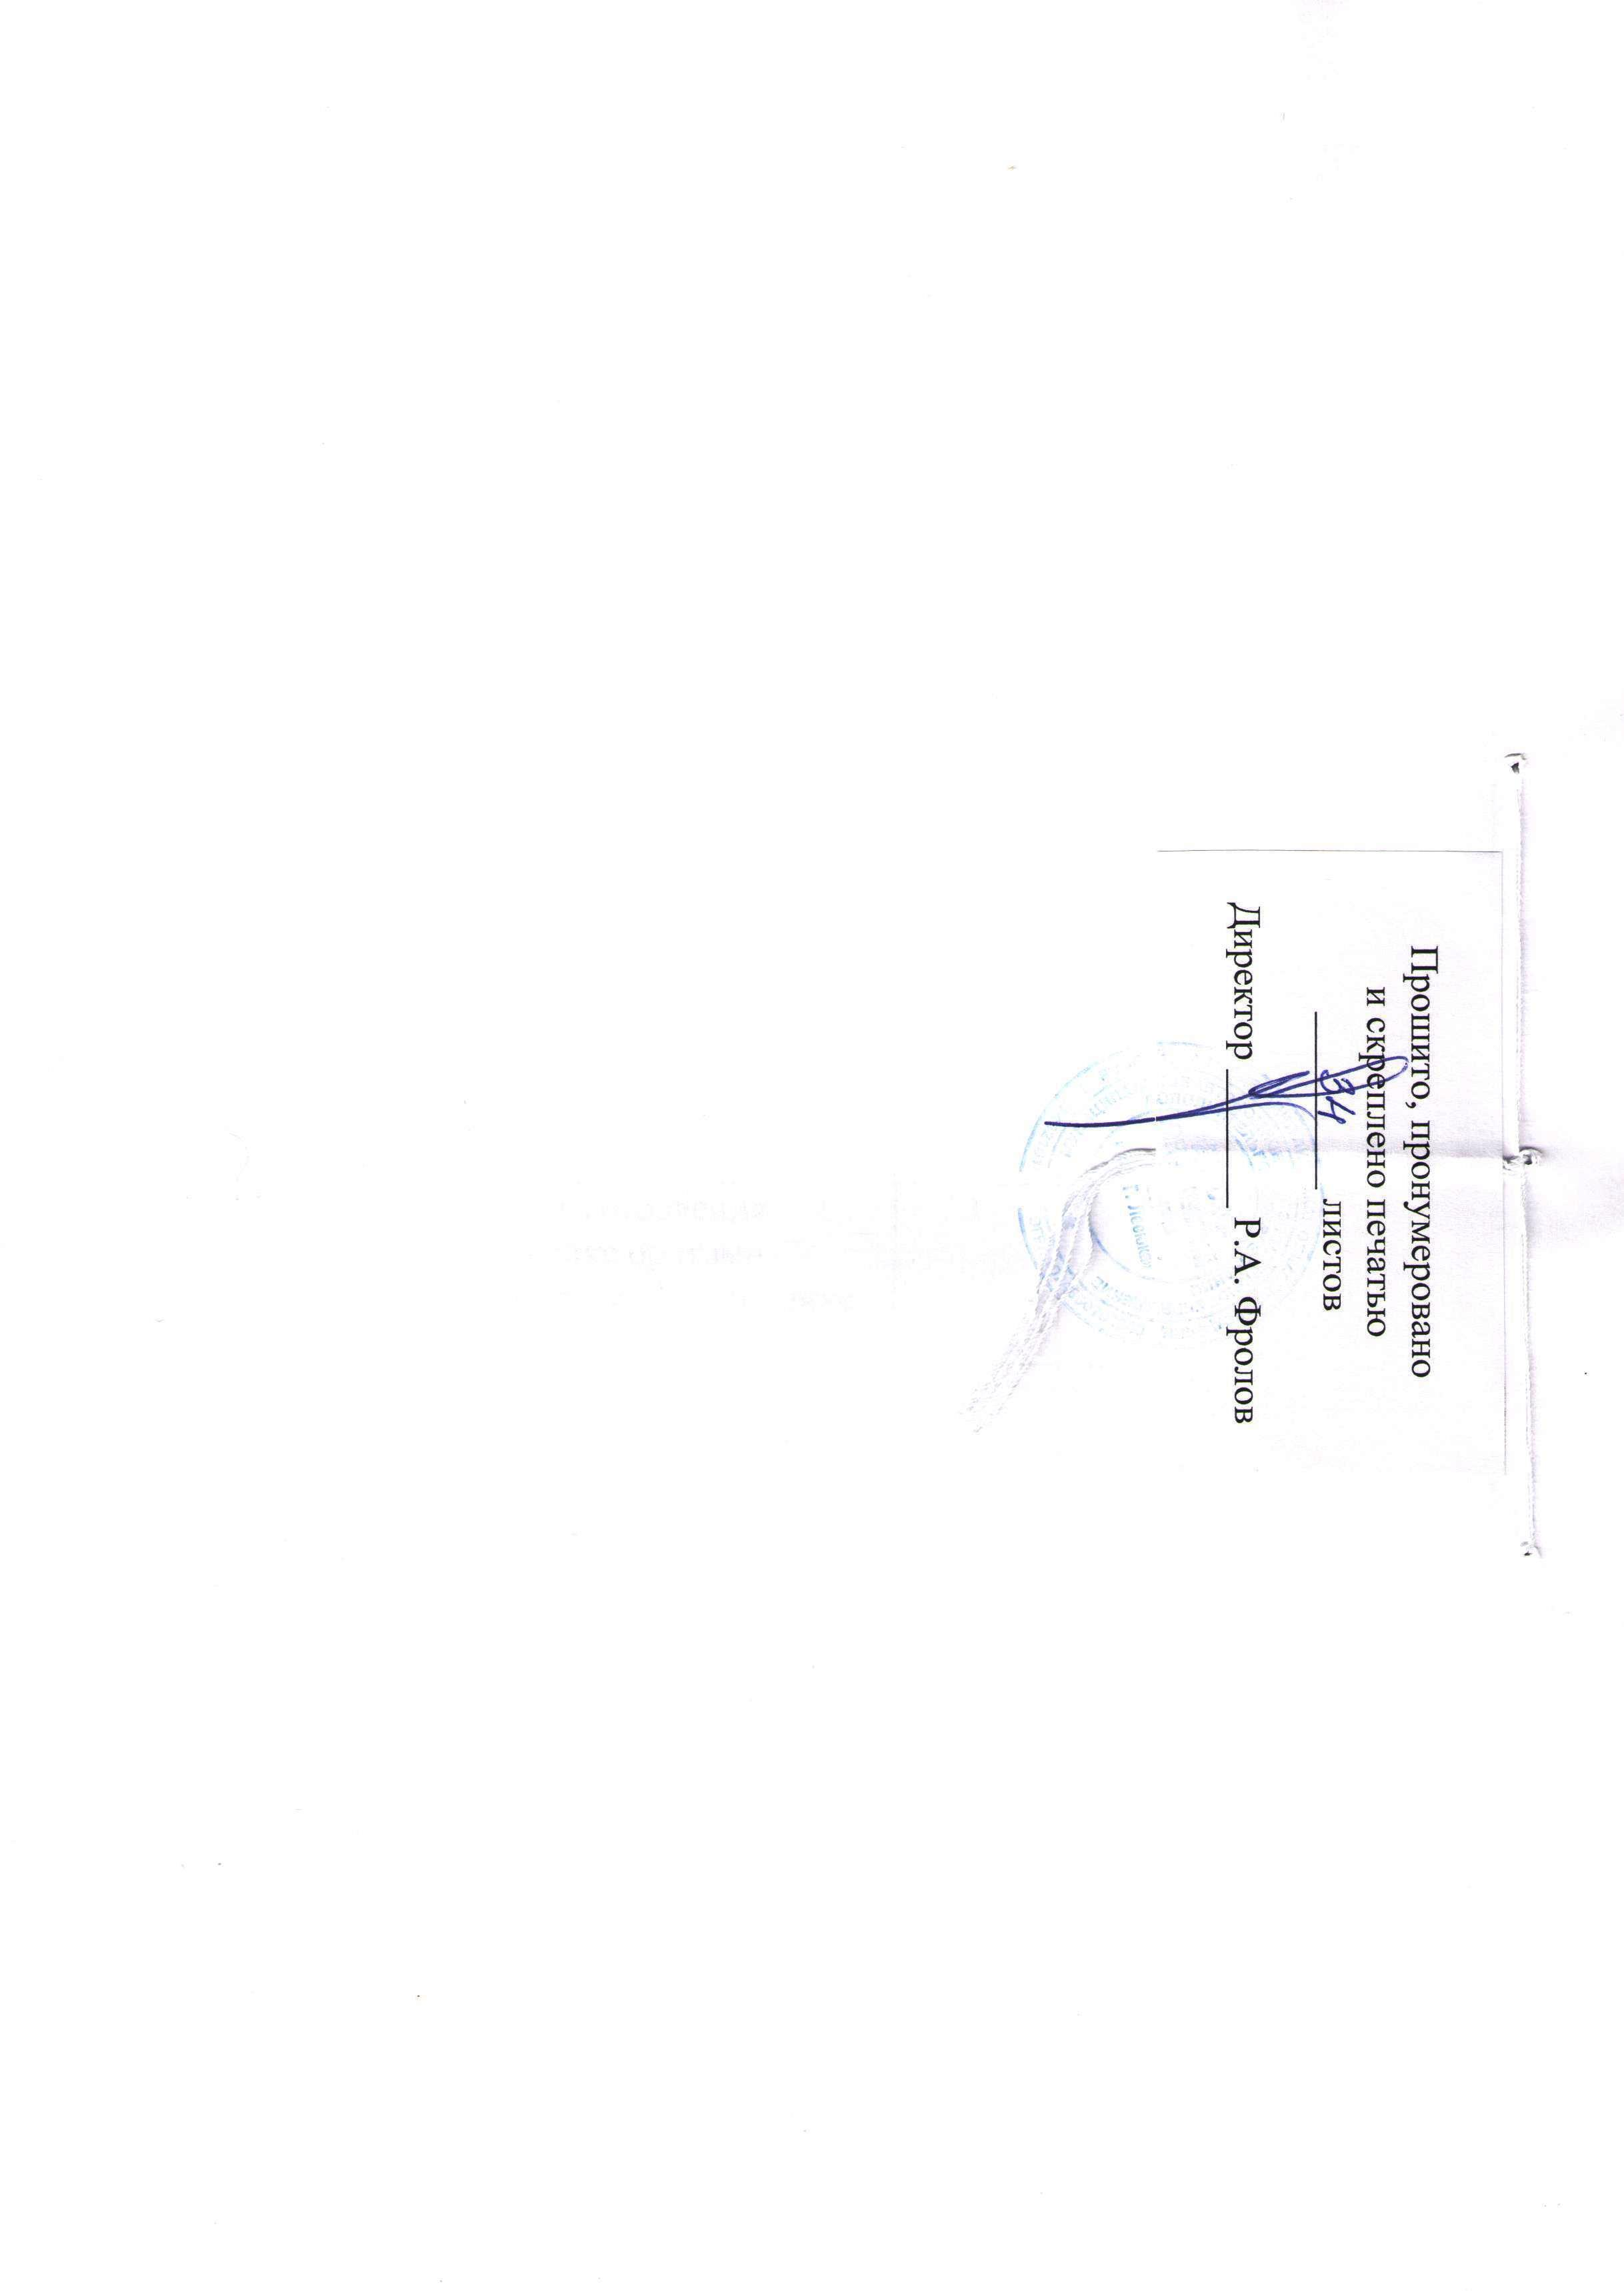 Прошито, пронумеровано
и скреплено печатью
34 листов
Директор Р.А. Фролов